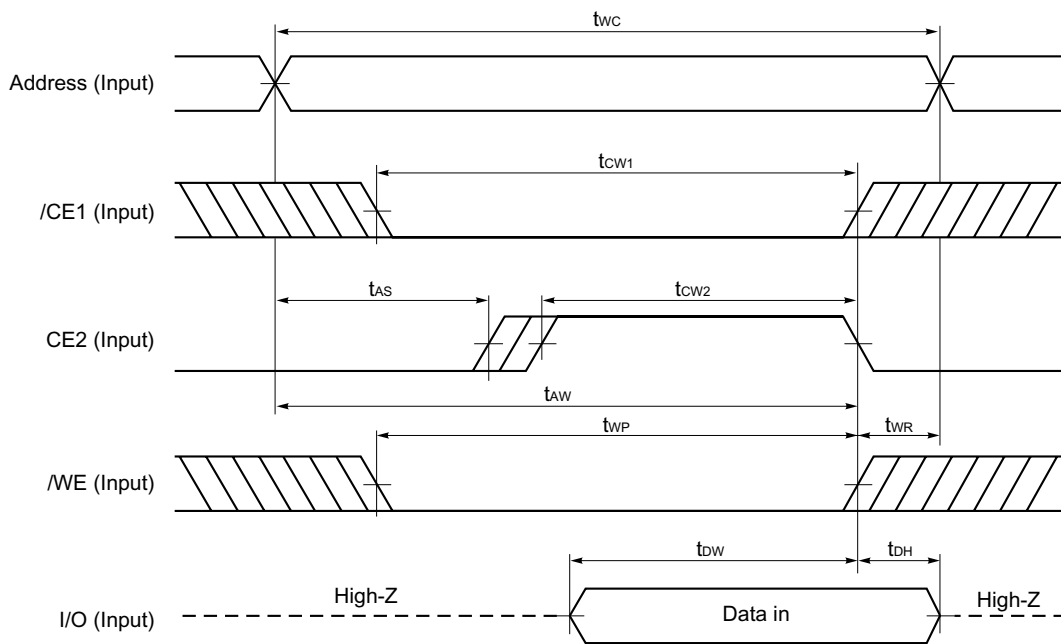 tWC
Address (Input)
tCW1
/CE1 (Input)
tAS
tCW2
CE2 (Input)
tAW
tWP
tWR
/WE (Input)
tDW
tDH
High-Z
Data in
High-Z
I/O (Input)